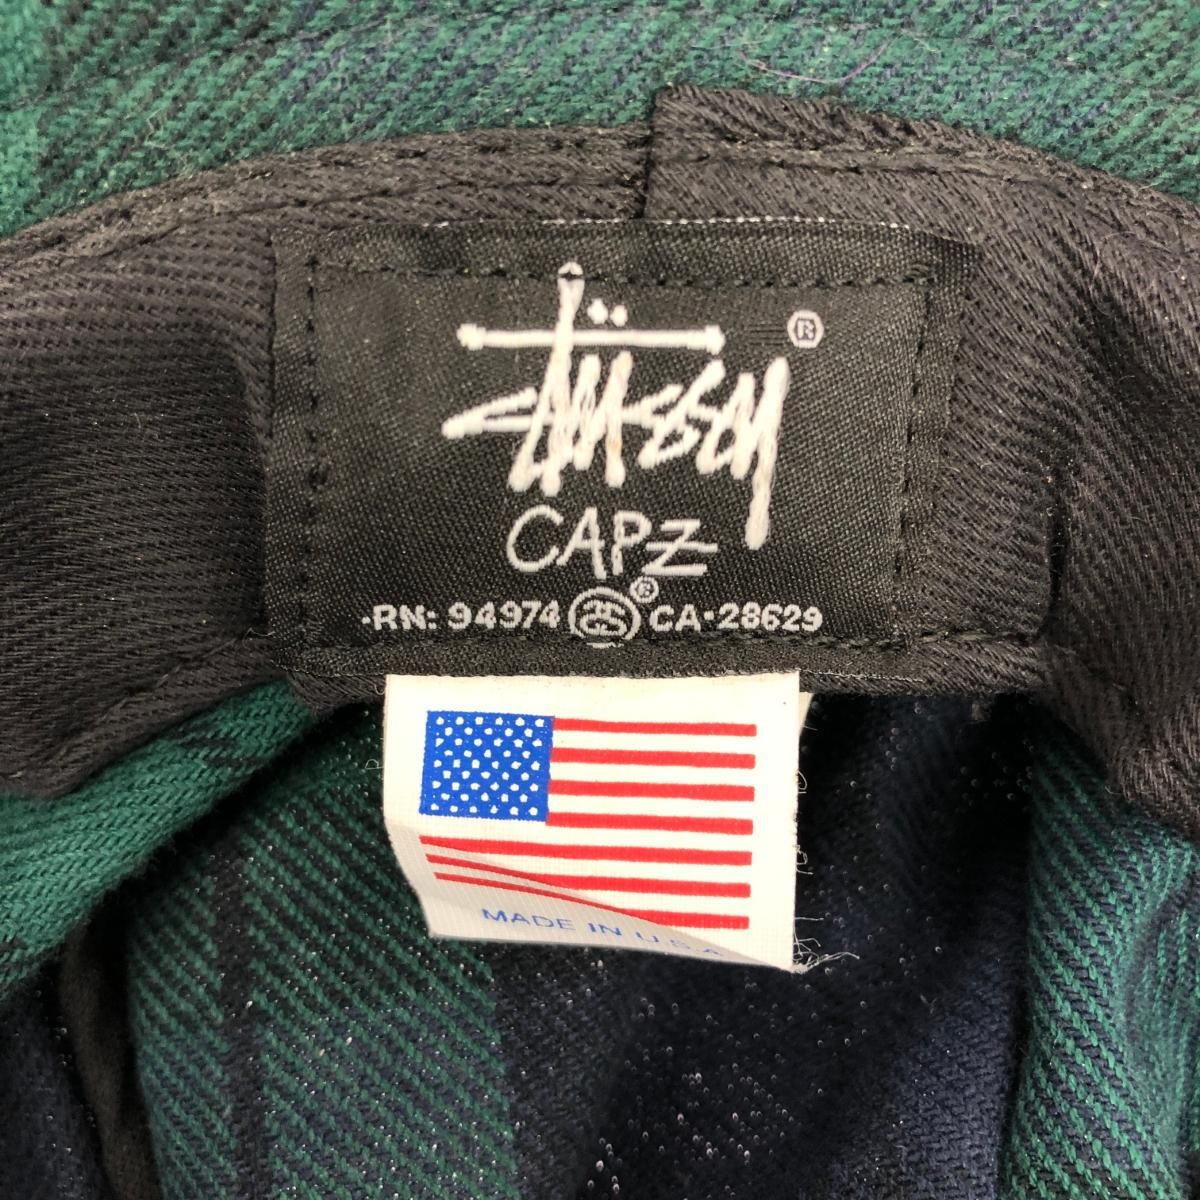 Stüssy ®
CAPZ
·RN: 94974 ® CA·28629
MADE IN U.S.A